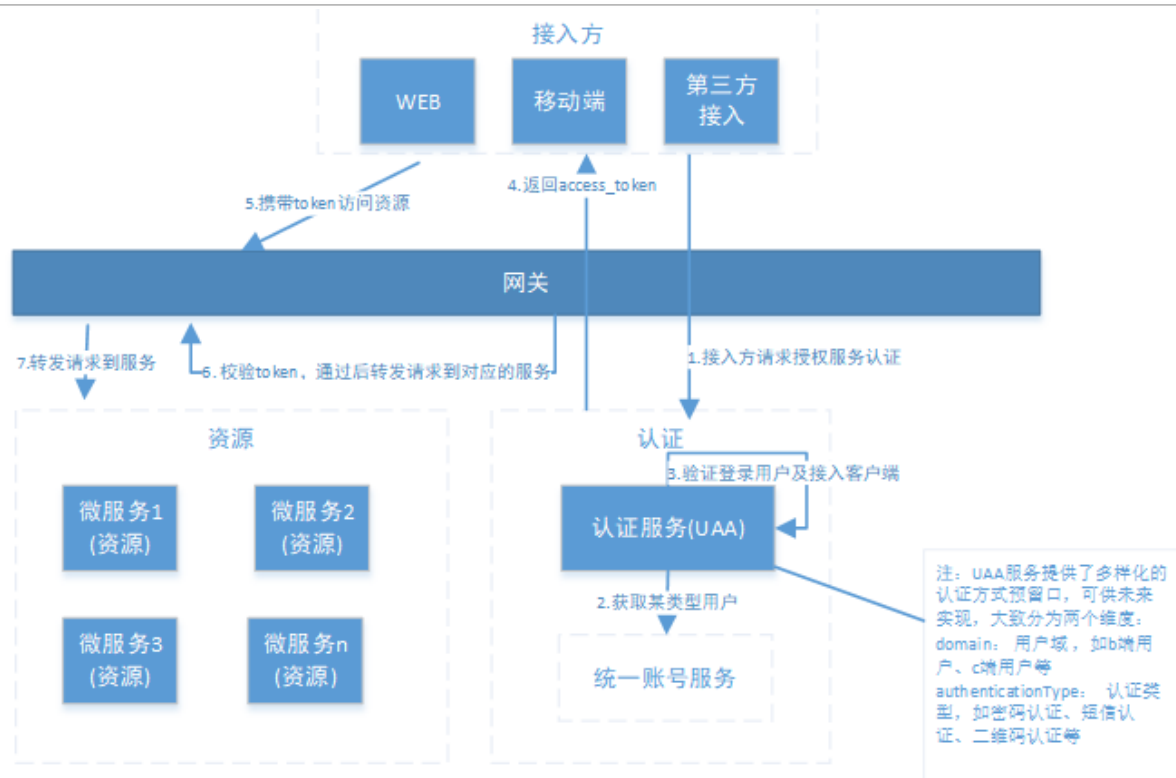 接入方
WEB
移动端
第三方
接入
4.返回access_token
5.携带token访问资源
网关
7.转发请求到服务
6.校验token，通过后转发请求到对应的服务
1.接入方请求授权服务认证
资源
认证
3.验证登录用户及接入客户端
微服务1
(资源)
微服务2
(资源)
认证服务(UAA)
2.获取某类型用户
微服务3
(资源)
微服务n
(资源)
统一账号服务
注：UAA服务提供了多样化的
认证方式预留口，可供未来
实现，大致分为两个维度：
domain： 用户域，如b端用
户、c端用户等
authenticationType： 认证类
型，如密码认证、短信认
证、二维码认证等